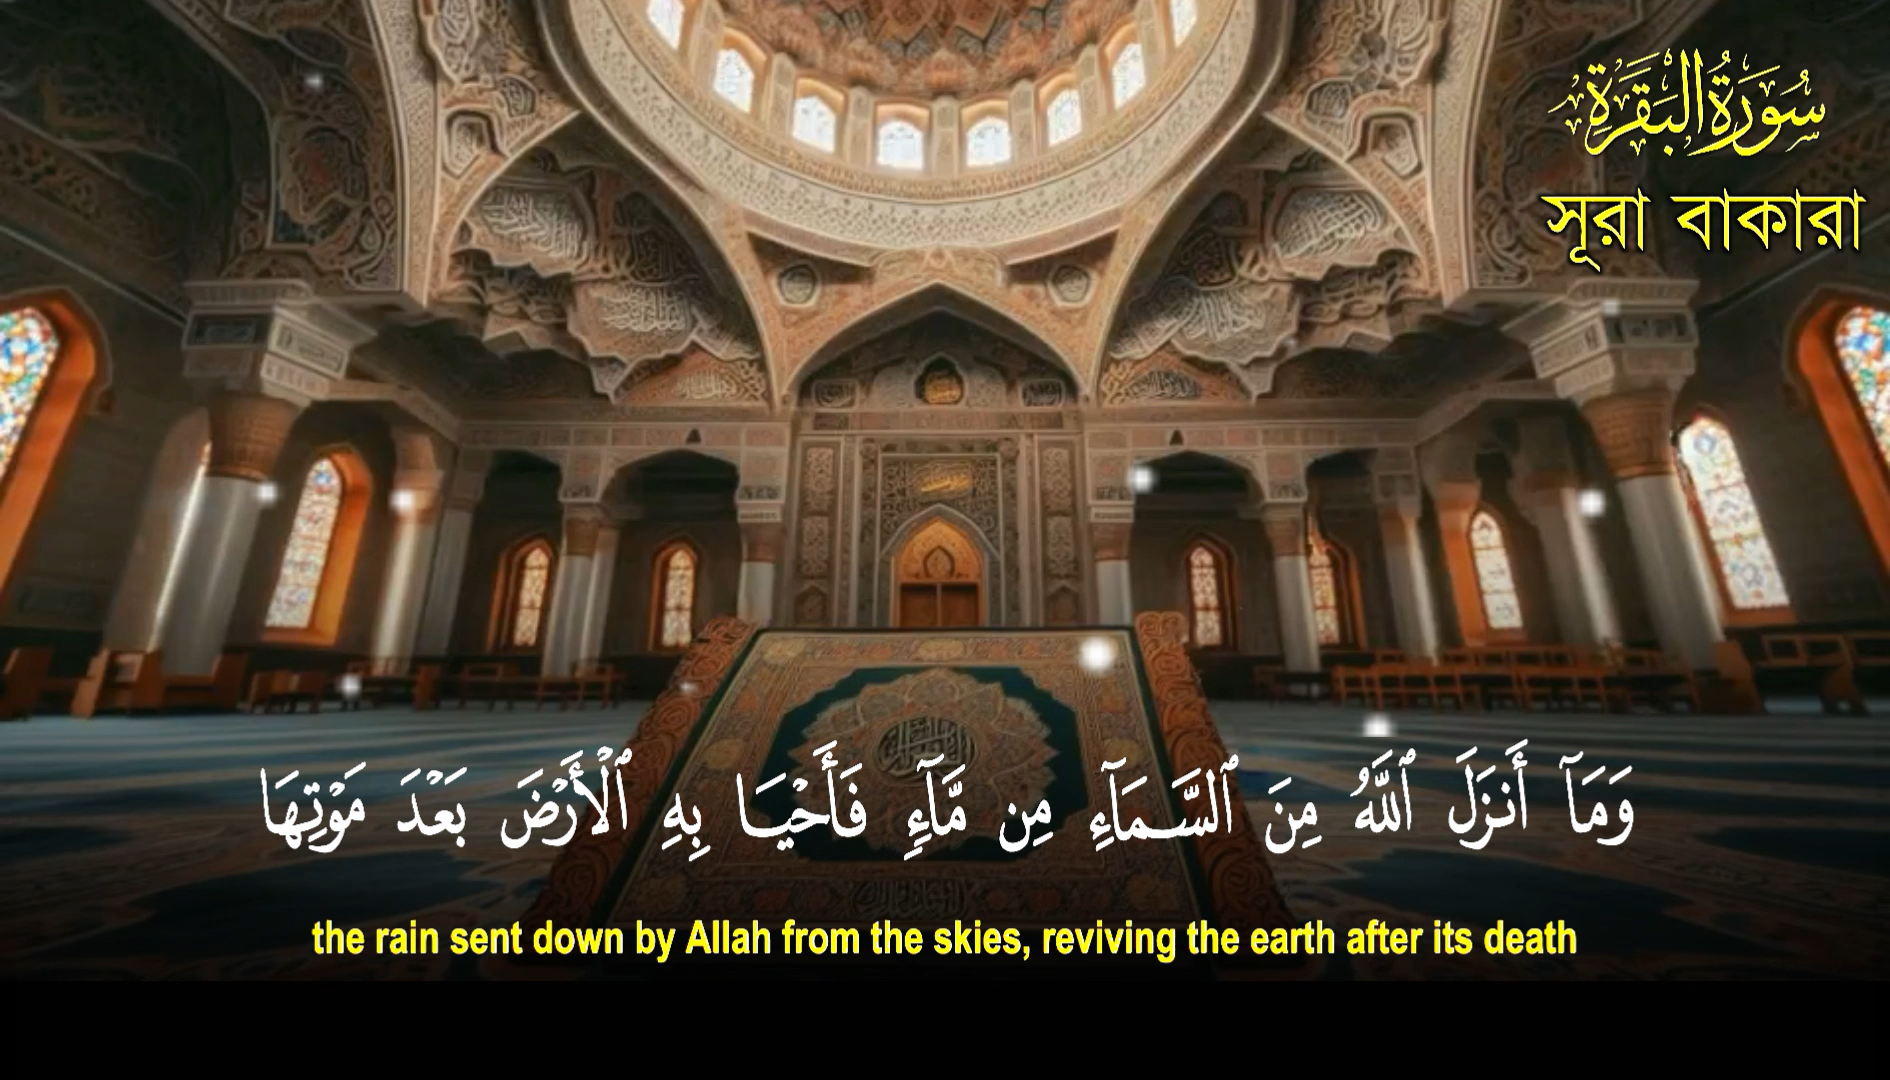 سُورَةُ البَقَرَةِ
সূরা বাকারা
وَمَآ أَنزَلَ ٱللَّهُ مِنَ ٱلسَّمَآءِ مِن مَّآءٍ فَأَحْيَا بِهِ ٱلْأَرْضَ بَعْدَ مَوْتِهَا
the rain sent down by Allah from the skies, reviving the earth after its death